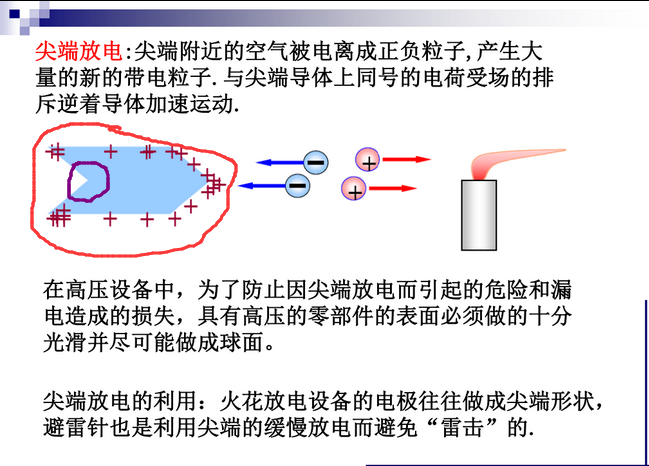 尖端放电:尖端附近的空气被电离成正负粒子,产生大
量的新的带电粒子.与尖端导体上同号的电荷受场的排
斥逆着导体加速运动.
在高压设备中，为了防止因尖端放电而引起的危险和漏
电造成的损失，具有高压的零部件的表面必须做的十分
光滑并尽可能做成球面。
尖端放电的利用：火花放电设备的电极往往做成尖端形状，
避雷针也是利用尖端的缓慢放电而避免“雷击”的.